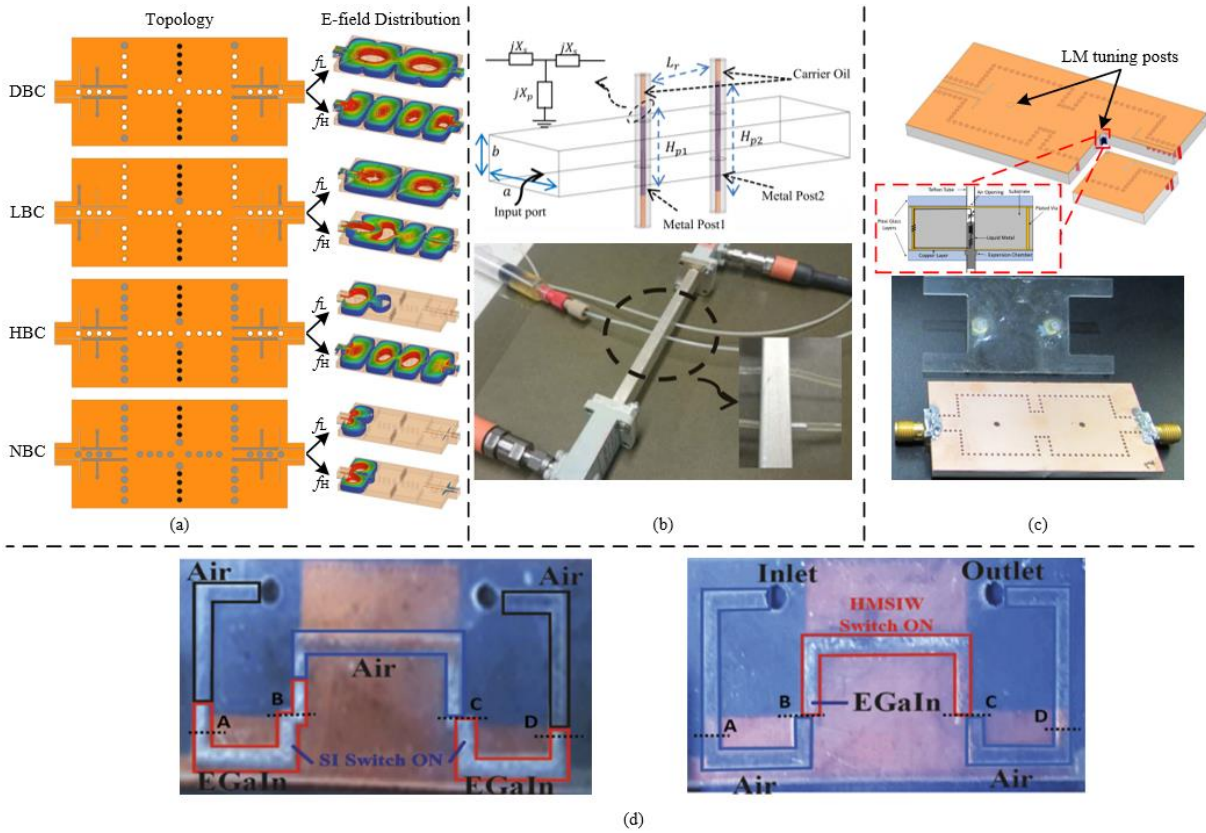 Topology
E-field Distribution
DBC
fL
fH
LBC
fL
fH
HBC
fL
fH
NBC
fL
fH
(a)
jXs
jXs
jXp
Lr
Carrier Oil
b
a
Hp1
Hp2
Input port
Metal Post2
Metal Post1
(b)
LM tuning posts
Teflon Tube
Air Opening
Substrate
Plated Via
Plexi Glass
Layers
Liquid Metal
Copper Layer
Expansion Chamber
(c)
Air
Air
Air
A
B
C
D
SI Switch ON
EGaIn
EGaIn
Inlet
Outlet
HMSIW
Switch ON
B
C
EGaIn
A
D
Air
Air
(d)